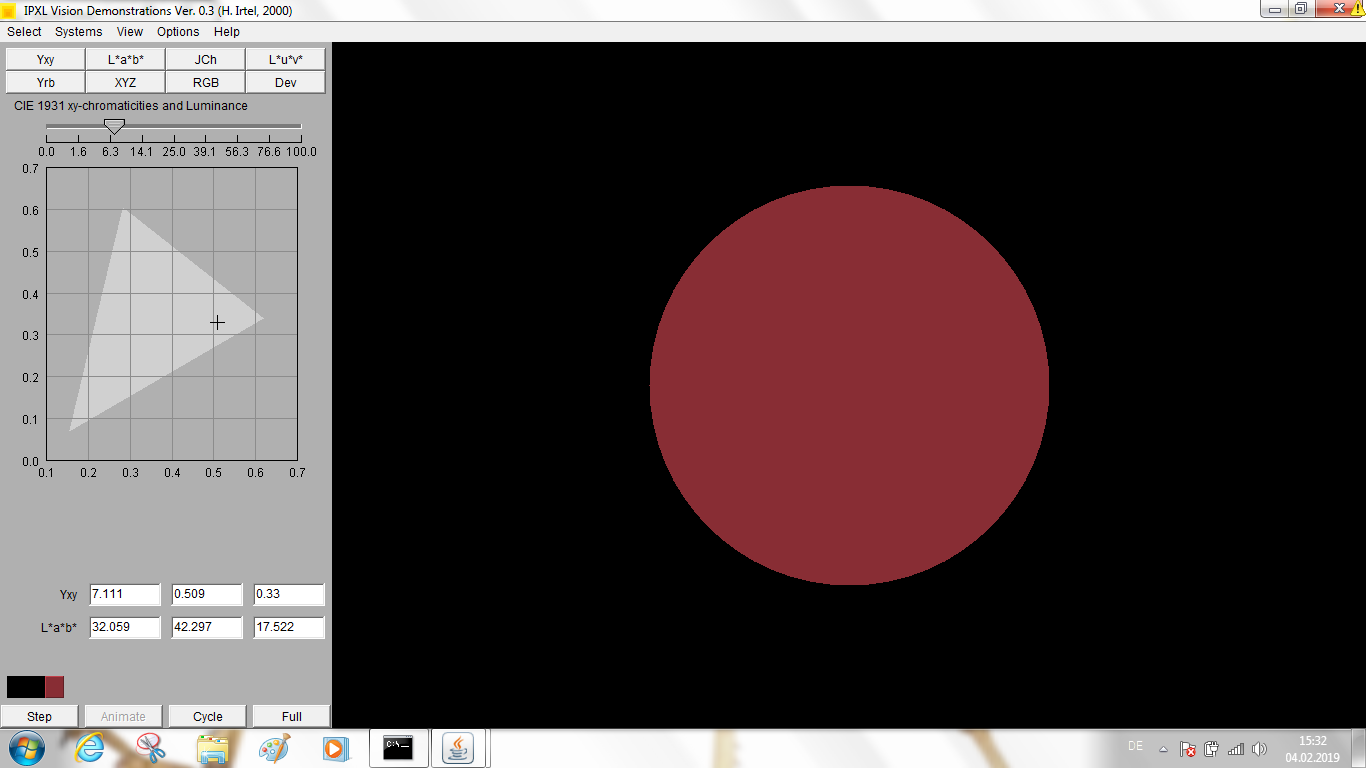 IPXL Vision Demonstrations Ver. 0.3 (H. Irtel, 2000)
Select Systems View Options Help
Yxy L*a*b* JCh L*u*v*
Yrb XYZ RGB Dev
CIE 1931 xy-chromaticities and Luminance
0.0 1.6 6.3 14.1 25.0 39.1 56.3 76.6 100.0
0.7
0.6
0.5
0.4
0.3
0.2
0.1
0.0
0.1 0.2 0.3 0.4 0.5 0.6 0.7
Yxy 7.111 0.509 0.33
L*a*b* 32.059 42.297 17.522
Step Animate Cycle Full
C:\_
DE 15:32
04.02.2019